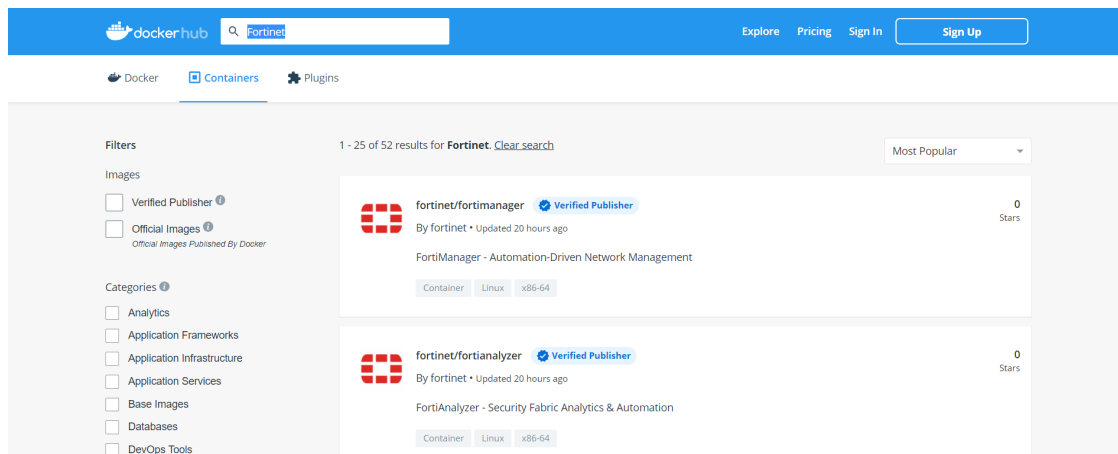 dockerhub Fortinet Explore Pricing Sign In Sign Up
Docker Containers Plugins
Filters
Images
Verified Publisher
Official Images
Official Images Published By Docker
Categories
Analytics
Application Frameworks
Application Infrastructure
Application Services
Base Images
Databases
DevOps Tools
1 - 25 of 52 results for Fortinet. Clear search
Most Popular
fortinet/fortimanager Verified Publisher
0
Stars
By fortinet • Updated 20 hours ago
FortiManager - Automation-Driven Network Management
Container Linux x86-64
fortinet/fortianalyzer Verified Publisher
0
Stars
By fortinet • Updated 20 hours ago
FortiAnalyzer - Security Fabric Analytics & Automation
Container Linux x86-64